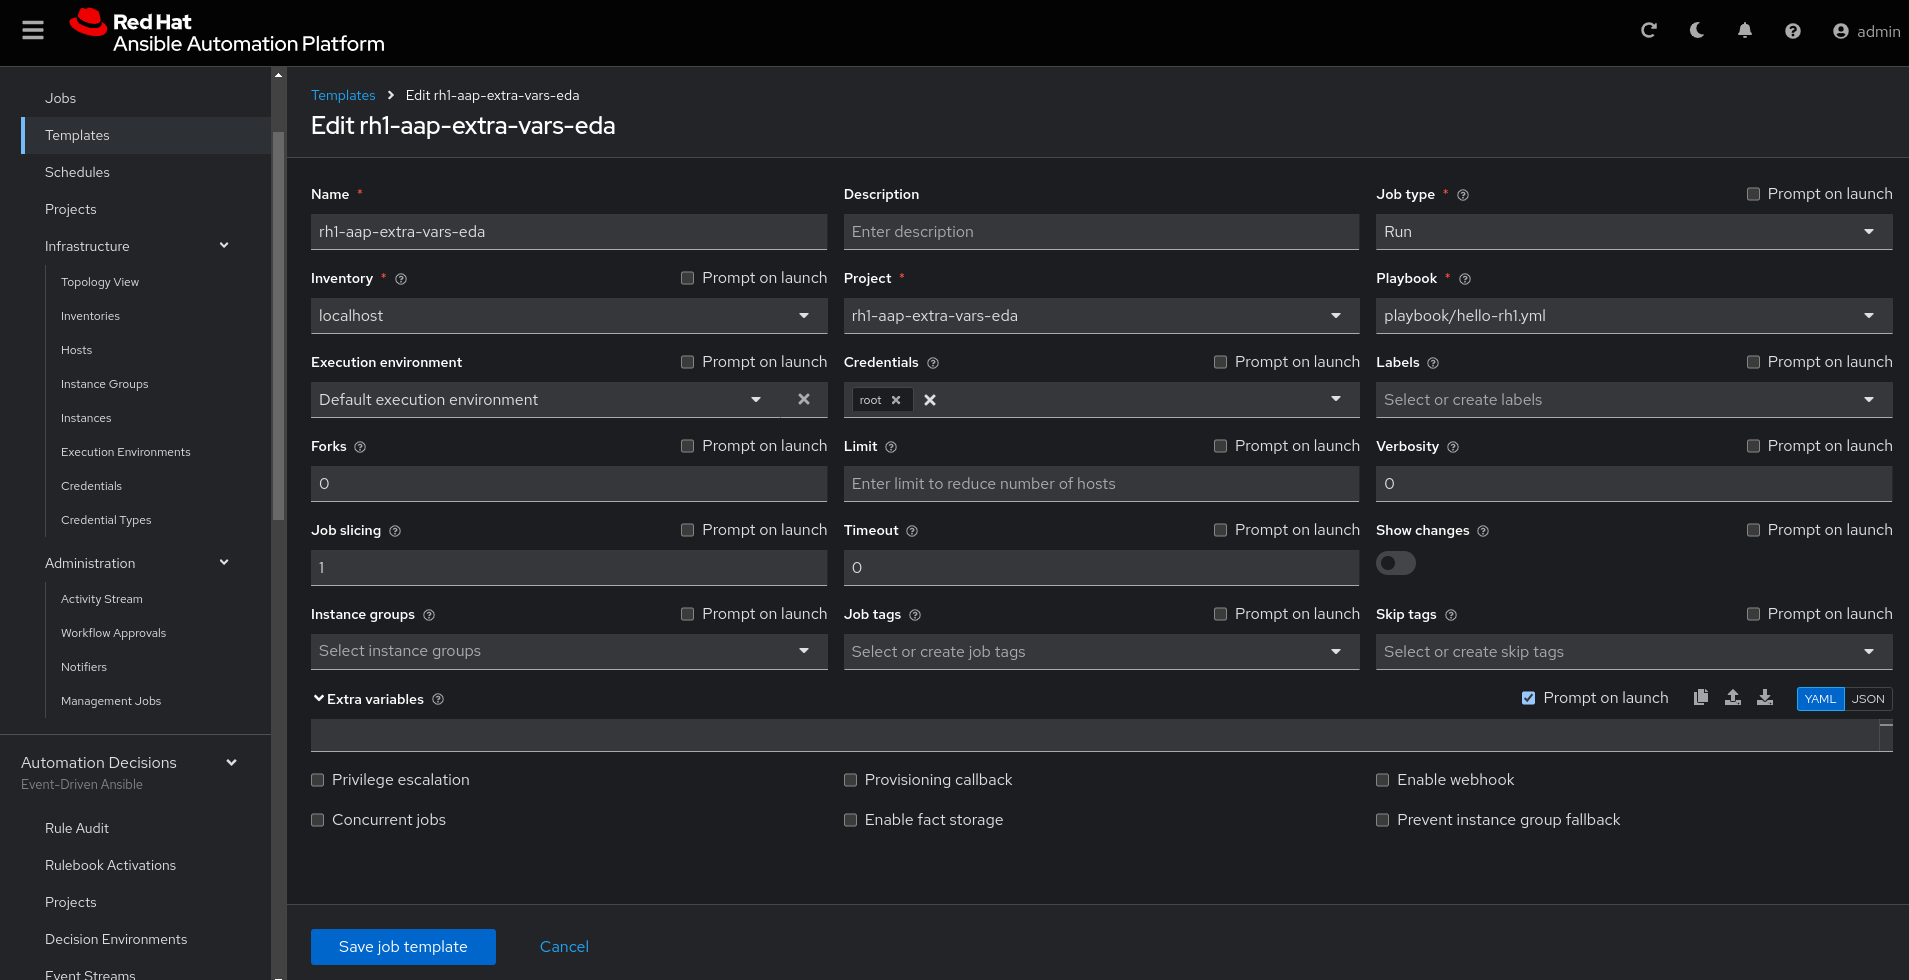 Red Hat
Ansible Automation Platform
admin
Jobs
Templates
Schedules
Projects
Infrastructure
Topology View
Inventories
Hosts
Instance Groups
Instances
Execution Environments
Credentials
Credential Types
Administration
Activity Stream
Workflow Approvals
Notifiers
Management Jobs
Automation Decisions
Event-Driven Ansible
Rule Audit
Rulebook Activations
Projects
Decision Environments
Event Streams
Templates > Edit rh1-aap-extra-vars-eda
Edit rh1-aap-extra-vars-eda
Name *
rh1-aap-extra-vars-eda
Description
Enter description
Job type * Prompt on launch
Run
Inventory * Prompt on launch
localhost
Project *
rh1-aap-extra-vars-eda
Playbook *
playbook/hello-rh1.yml
Execution environment Prompt on launch
Default execution environment
Credentials Prompt on launch
root
Labels Prompt on launch
Select or create labels
Forks Prompt on launch
0
Limit Prompt on launch
Enter limit to reduce number of hosts
Verbosity Prompt on launch
0
Job slicing Prompt on launch
1
Timeout Prompt on launch
0
Show changes Prompt on launch
Instance groups Prompt on launch
Select instance groups
Job tags Prompt on launch
Select or create job tags
Skip tags Prompt on launch
Select or create skip tags
Extra variables Prompt on launch YAML JSON
Privilege escalation
Provisioning callback
Enable webhook
Concurrent jobs
Enable fact storage
Prevent instance group fallback
Save job template
Cancel